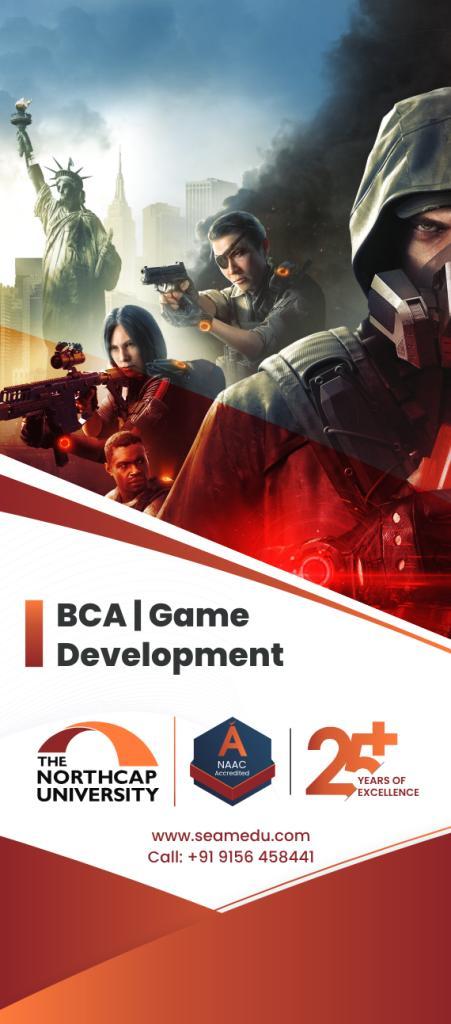 BCA | Game
Development
THE
NORTHCAP
UNIVERSITY
Á
NAAC
Accredited
25+
YEARS OF
EXCELLENCE
www.seamedu.com
Call: +91 9156 458441